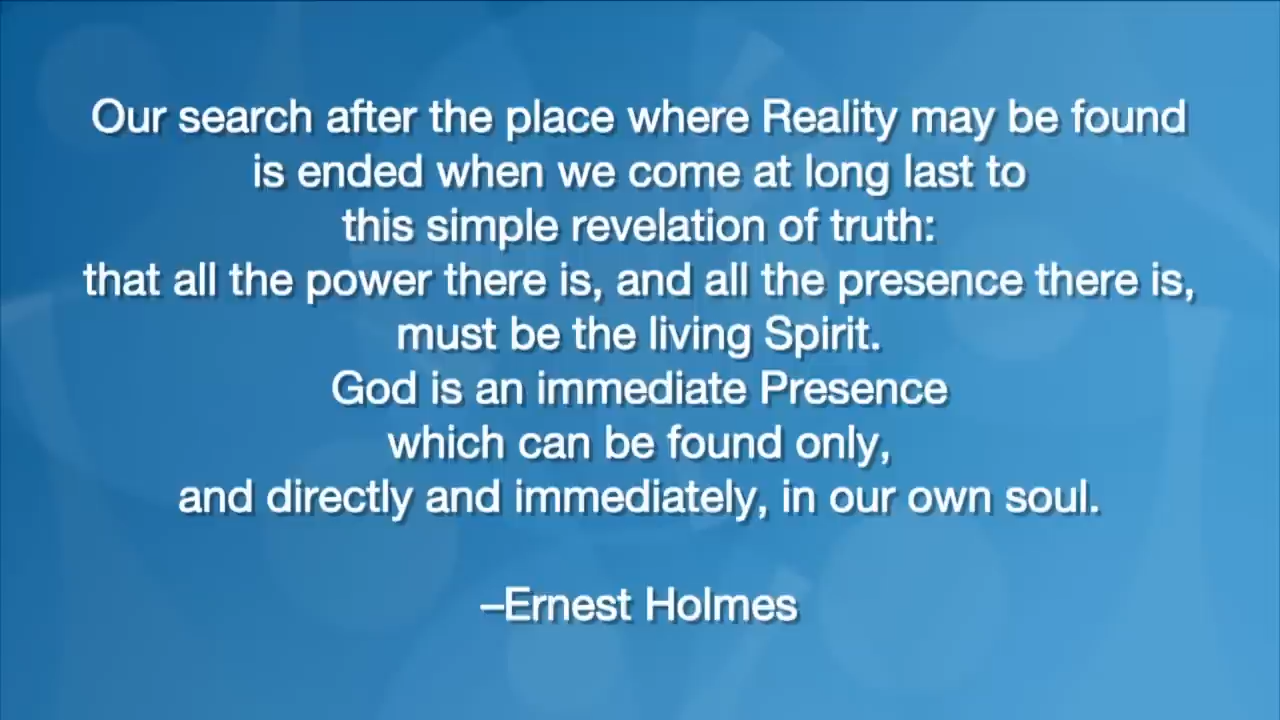 Our search after the place where Reality may be found
is ended when we come at long last to
this simple revelation of truth:
that all the power there is, and all the presence there is,
must be the living Spirit.
God is an immediate Presence
which can be found only,
and directly and immediately, in our own soul.
–Ernest Holmes